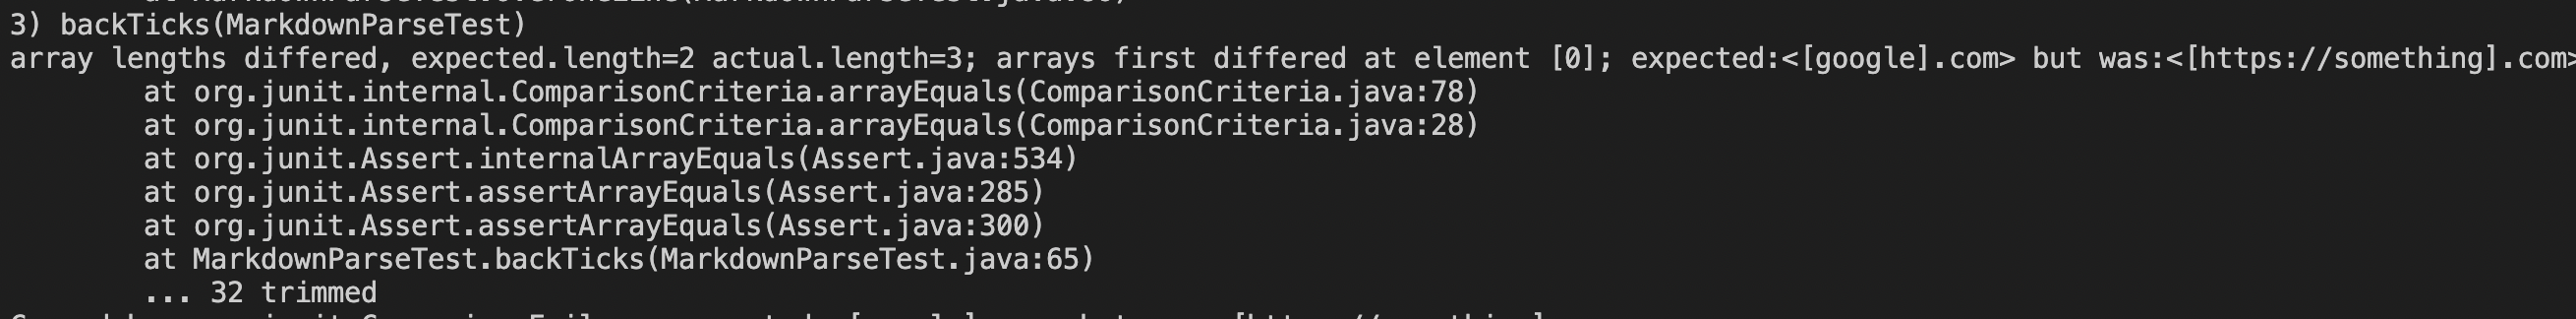 3) backTicks(MarkdownParseTest)
array lengths differed, expected.length=2 actual.length=3; arrays first differed at element [0]; expected:<[google].com> but was:<[https://something].com>
at org.junit.internal.ComparisonCriteria.arrayEquals(ComparisonCriteria.java:78)
at org.junit.internal.ComparisonCriteria.arrayEquals(ComparisonCriteria.java:28)
at org.junit.Assert.internalArrayEquals(Assert.java:534)
at org.junit.Assert.assertArrayEquals(Assert.java:285)
at org.junit.Assert.assertArrayEquals(Assert.java:300)
at MarkdownParseTest.backTicks(MarkdownParseTest.java:65)
... 32 trimmed